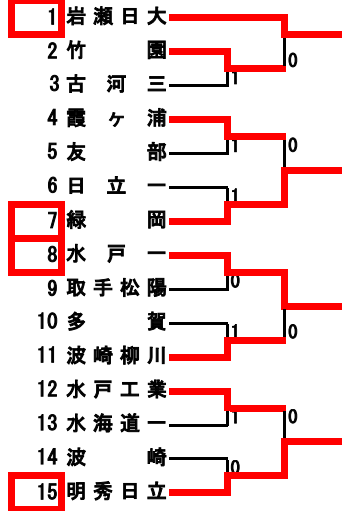 1 岩瀬日大
0
2 竹園
1
3 古河三
4 霞ヶ浦
1
0
5 友部
6 日立一
1
7 緑岡
8 水戸一
0
9 取手松陽
10 多賀
1
0
11 波崎柳川
12 水戸工業
1
0
13 水海道一
14 波崎
0
15 明秀日立